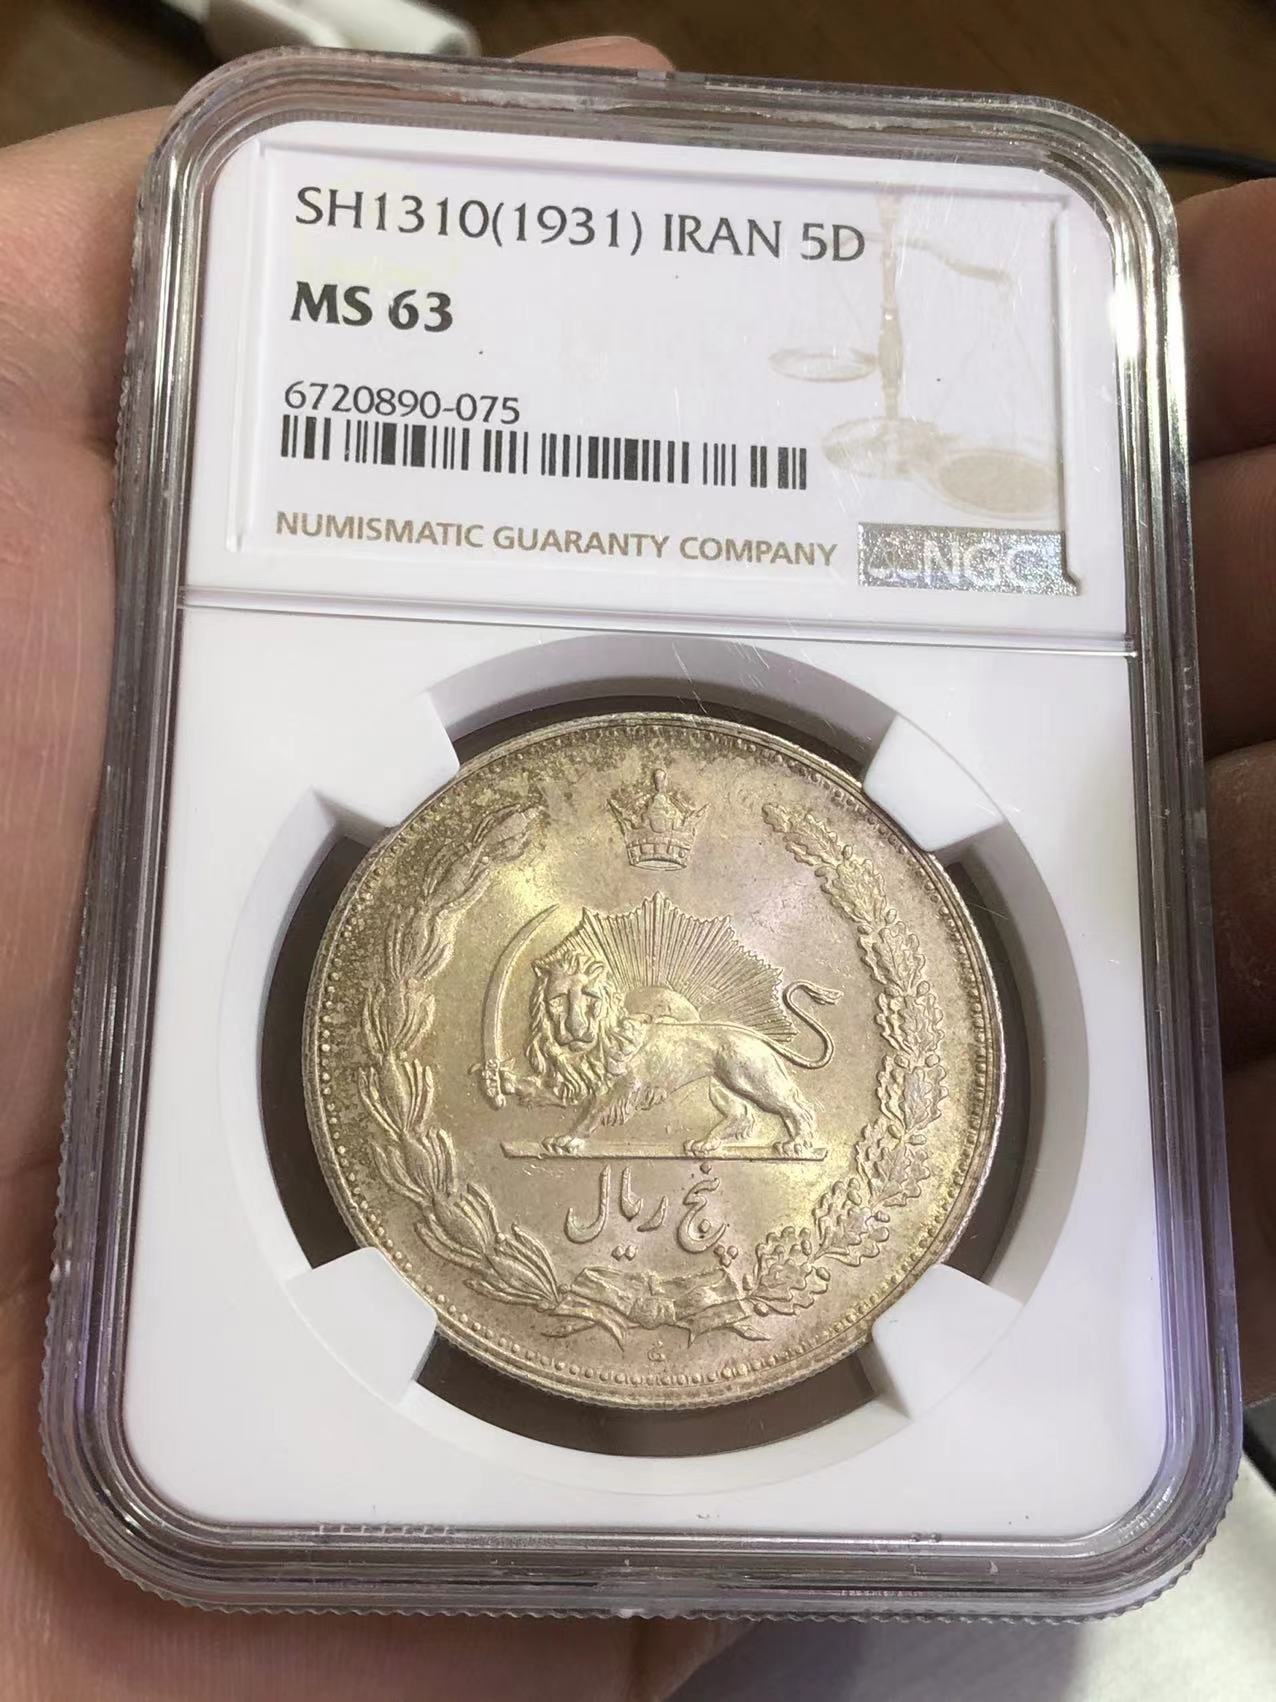 SH1310(1931) IRAN 5D
MS 63
6720890-075
NUMISMATIC GUARANTY COMPANY
NGC
پنج ریال